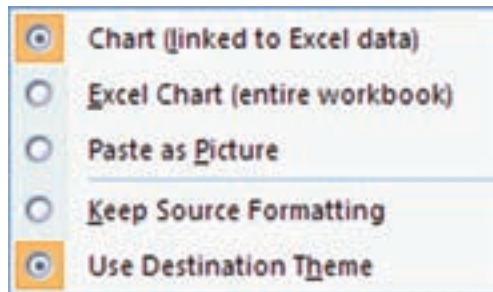 Chart (linked to Excel data)
Excel Chart (entire workbook)
Paste as Picture
Keep Source Formatting
Use Destination Theme